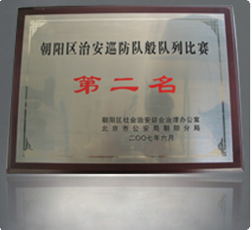 朝阳区治安巡防队般队列比赛
第二名
朝阳区社会治安综合治理办公室
北京市公安局朝阳分局
二〇〇七年六月